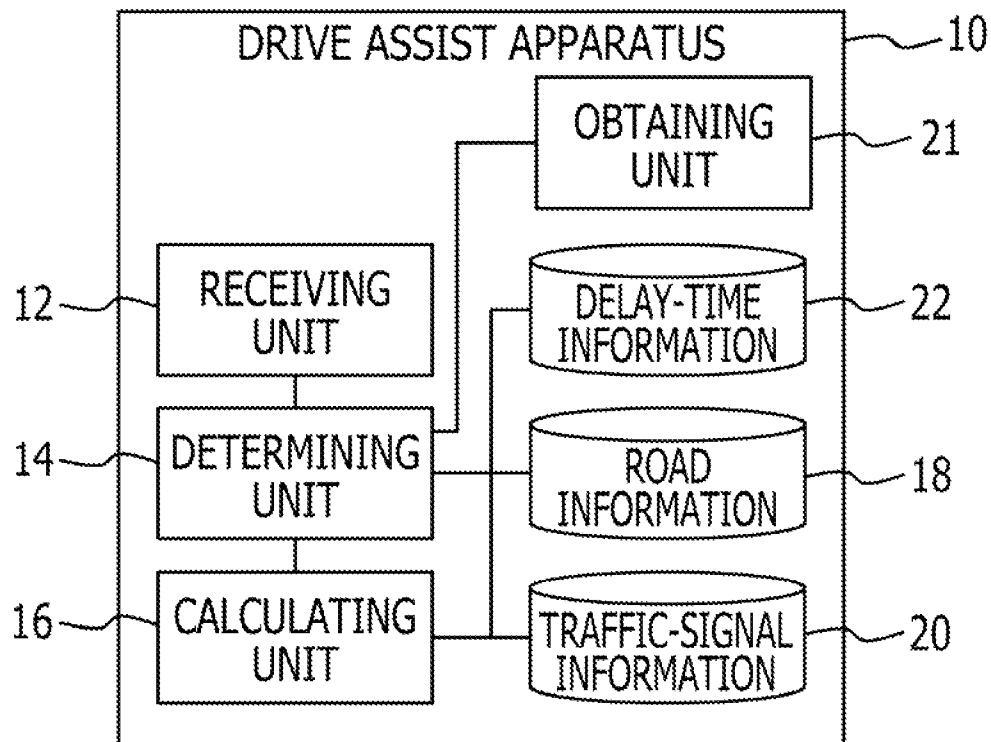 DRIVE ASSIST APPARATUS
10
OBTAINING
UNIT
21
12
RECEIVING
UNIT
DELAY-TIME
INFORMATION
22
14
DETERMINING
UNIT
ROAD
INFORMATION
18
16
CALCULATING
UNIT
TRAFFIC-SIGNAL
INFORMATION
20